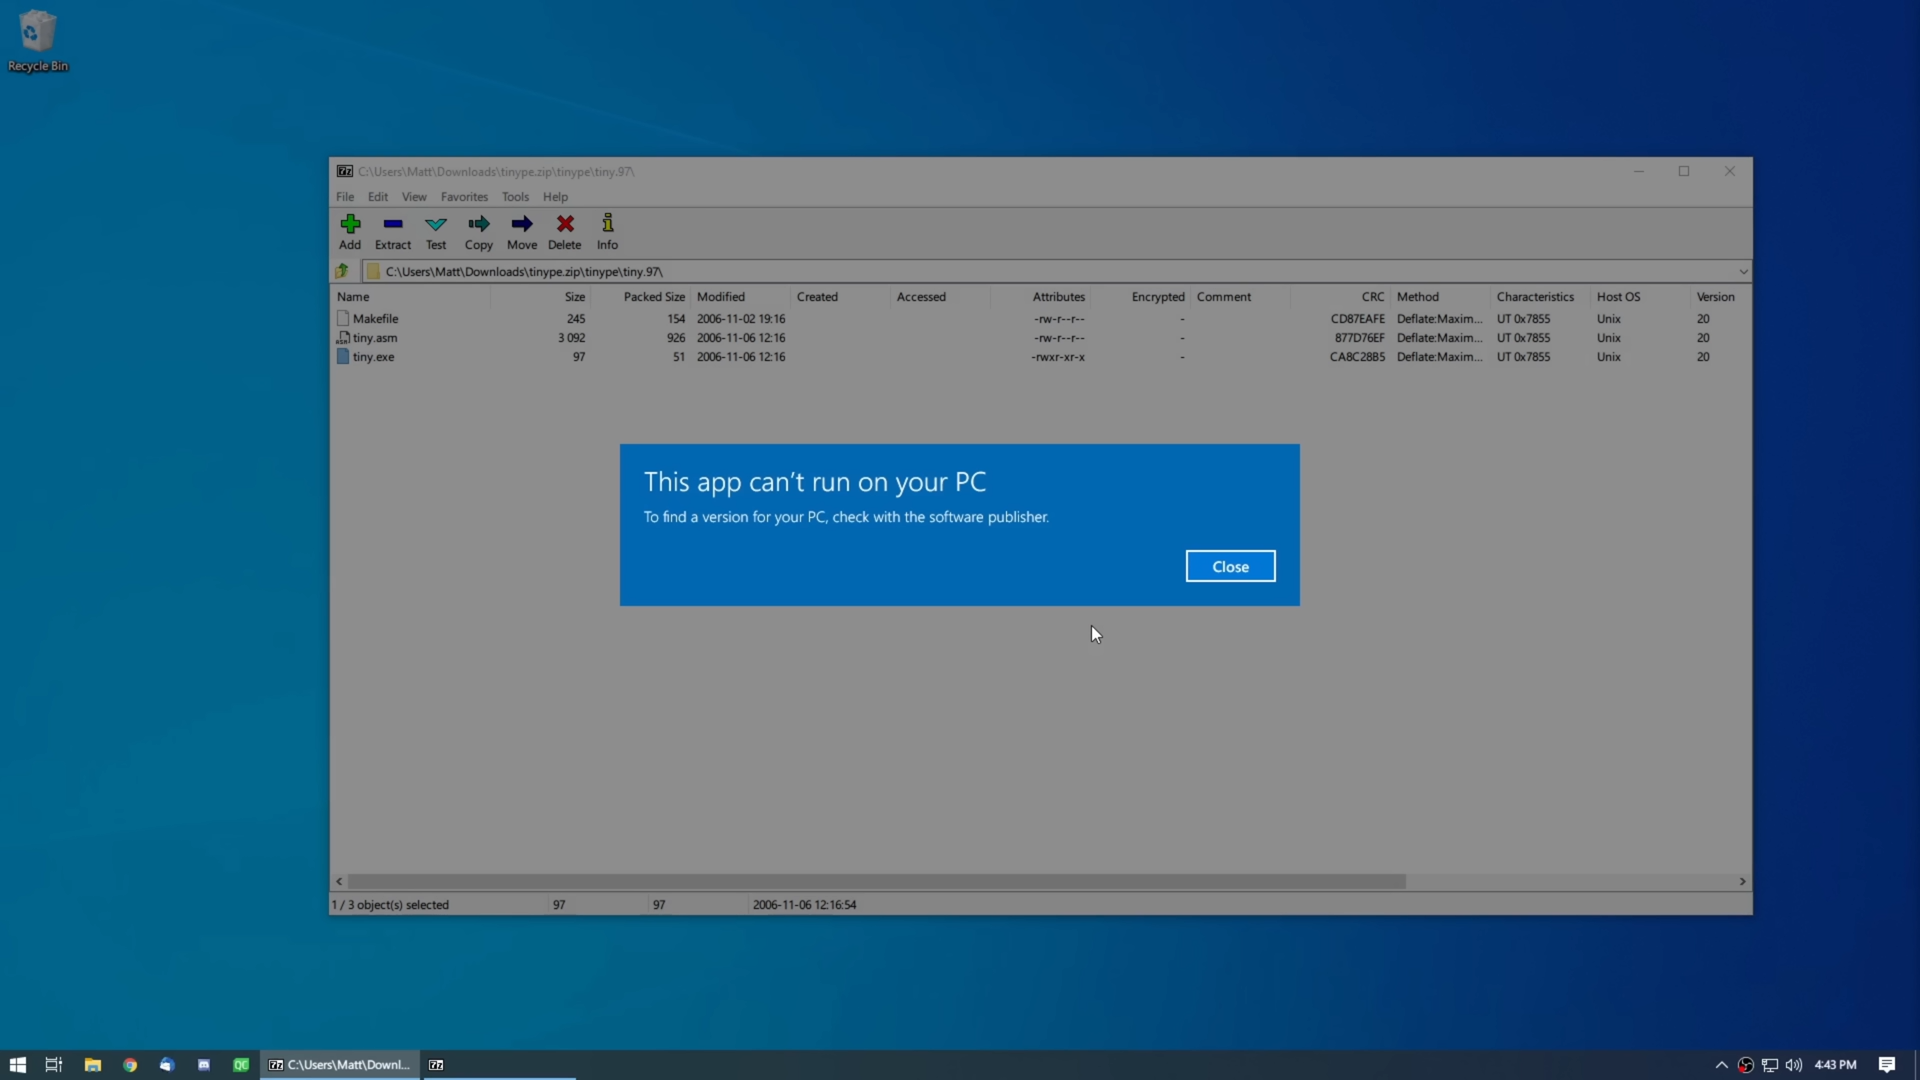 Recycle Bin
C:\Users\Matt\Downloads\tinype.zip\tinype\tiny.97\
File Edit View Favorites Tools Help
Add Extract Test Copy Move Delete Info
C:\Users\Matt\Downloads\tinype.zip\tinype\tiny.97\
Name Size Packed Size Modified Created Accessed Attributes Encrypted Comment CRC Method Characteristics Host OS Version
Makefile 245 154 2006-11-02 19:16 -rw-r--r-- - CD87EAFE Deflate:Maxim... UT 0x7855 Unix 20
tiny.asm 3 092 926 2006-11-06 12:16 -rw-r--r-- - 877D76EF Deflate:Maxim... UT 0x7855 Unix 20
tiny.exe 97 51 2006-11-06 12:16 -rwxr-xr-x - CA8C28B5 Deflate:Maxim... UT 0x7855 Unix 20
This app can't run on your PC
To find a version for your PC, check with the software publisher.
Close
1 / 3 object(s) selected 97 97 2006-11-06 12:16:54
QC C:\Users\Matt\Downl... 4:43 PM